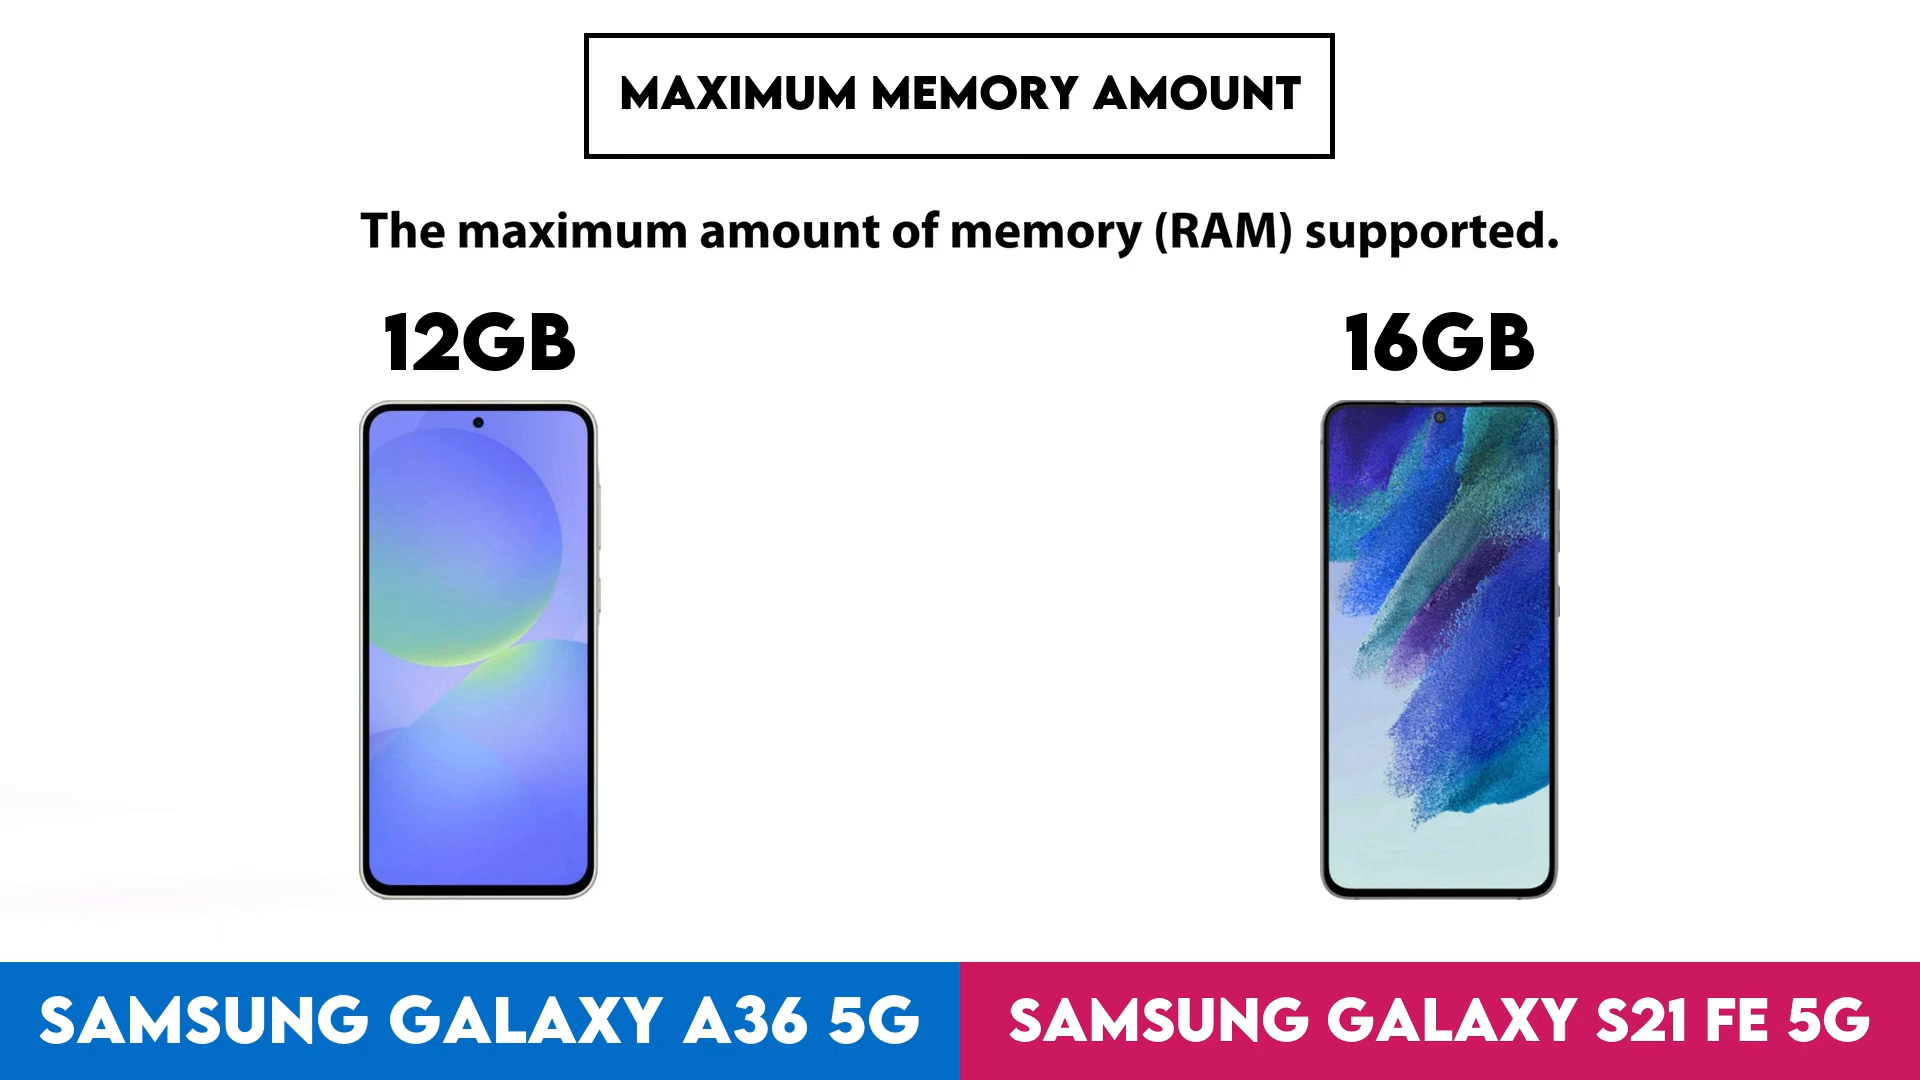 MAXIMUM MEMORY AMOUNT
The maximum amount of memory (RAM) supported.
12GB
16GB
SAMSUNG GALAXY A36 5G
SAMSUNG GALAXY S21 FE 5G